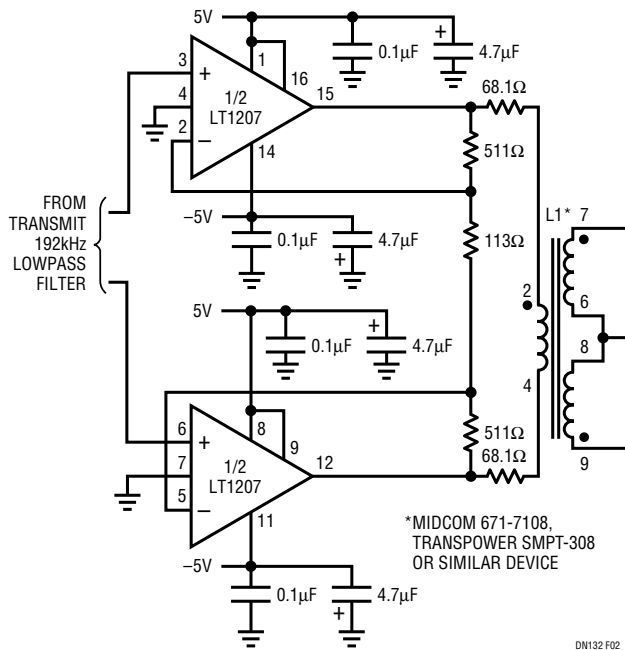 5V
0.1µF
+
4.7µF
3
+
1
16
4
1/2
LT1207
15
68.1Ω
2
–
14
511Ω
–5V
FROM
TRANSMIT
192kHz
LOWPASS
FILTER
0.1µF
4.7µF
+
113Ω
L1*
7
5V
2
6
0.1µF
+
4.7µF
8
4
6
+
8
9
511Ω
7
1/2
LT1207
12
68.1Ω
9
5
–
11
*MIDCOM 671-7108,
TRANSPOWER SMPT-308
OR SIMILAR DEVICE
–5V
0.1µF
4.7µF
+
DN132 F02